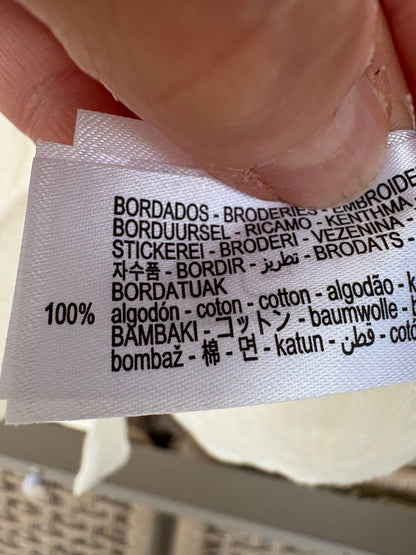 BORDADOS - BRODERIES - EMBROIDE
BORDUURSEL - RICAMO - KENTHMA -
STICKEREI - BRODERI - VEZENINA -
자수품 - BORDIR - تطريز - BRODATS -
BORDATUAK
100% algodón - coton - cotton - algodão - k
BAMBAKI - コットン - baumwolle -
bombaž - 棉 - 면 - katun - قطن - cotó